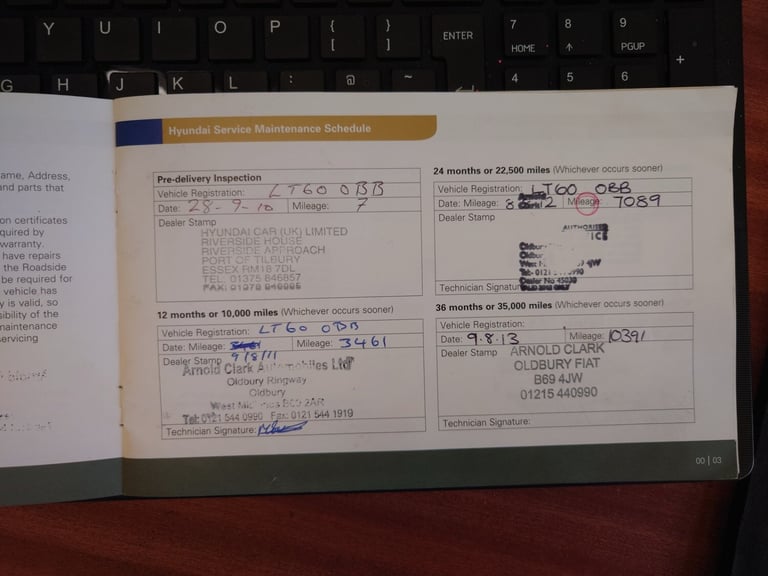 Y U I O P { [ } ] ENTER 7 HOME 8 9 PGUP
G H J K L : @ ~ 4 5 6 +
ame, Address,
and parts that
on certificates
quired by
warranty.
have repairs
the Roadside
be required for
vehicle has
y is valid, so
sibility of the
maintenance
servicing
Hyundai Service Maintenance Schedule
Pre-delivery Inspection
Vehicle Registration: LT60 OBB
Date: 28-9-10 Mileage: 7
Dealer Stamp
HYUNDAI CAR (UK) LIMITED
RIVERSIDE HOUSE
RIVERSIDE APPROACH
PORT OF TILBURY
ESSEX RM18 7DL
TEL. 01375 846857
12 months or 10,000 miles (Whichever occurs sooner)
Vehicle Registration: LT60 OBB
Date: Mileage: Mileage: 3461
9/8/11
Dealer Stamp
Arnold Clark Automobiles Ltd
Oldbury Ringway
Oldbury
Tel: 0121 544 0990 Fax: 0121 544 1919
Technician Signature:
24 months or 22,500 miles (Whichever occurs sooner)
Vehicle Registration: LT60 OBB
Date: Mileage: 8 2 Mileage: 7089
Dealer Stamp
AUTHORISE
Technician Signatur
36 months or 35,000 miles (Whichever occurs sooner)
Vehicle Registration:
Date: 9.8.13 Mileage: 10391
Dealer Stamp ARNOLD CLARK
OLDBURY FIAT
B69 4JW
01215 440990
Technician Signature:
00 | 03